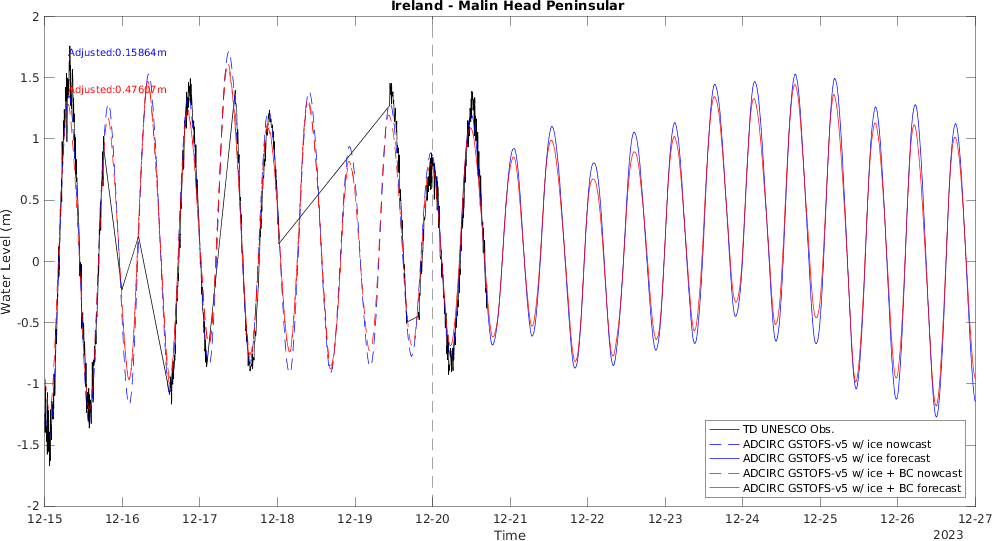 Ireland - Malin Head Peninsular
Adjusted:0.15864m
Adjusted:0.47607m
Water Level (m)
2
1.5
1
0.5
0
-0.5
-1
-1.5
-2
TD UNESCO Obs.
ADCIRC GSTOFS-v5 w/ ice nowcast
ADCIRC GSTOFS-v5 w/ ice forecast
ADCIRC GSTOFS-v5 w/ ice + BC nowcast
ADCIRC GSTOFS-v5 w/ ice + BC forecast
12-15 12-16 12-17 12-18 12-19 12-20 12-21 12-22 12-23 12-24 12-25 12-26 12-27
Time
2023